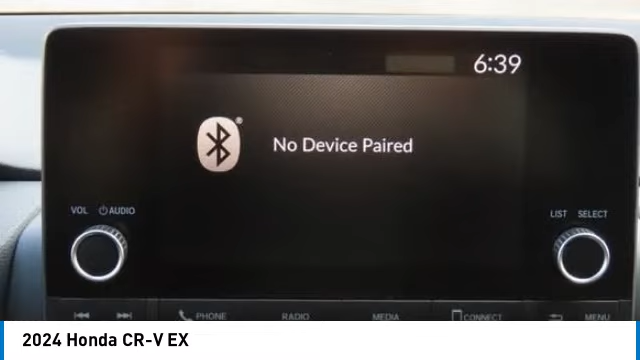 6:39
No Device Paired
VOL AUDIO
LIST SELECT
PHONE RADIO MEDIA CONNECT MENU
2024 Honda CR-V EX